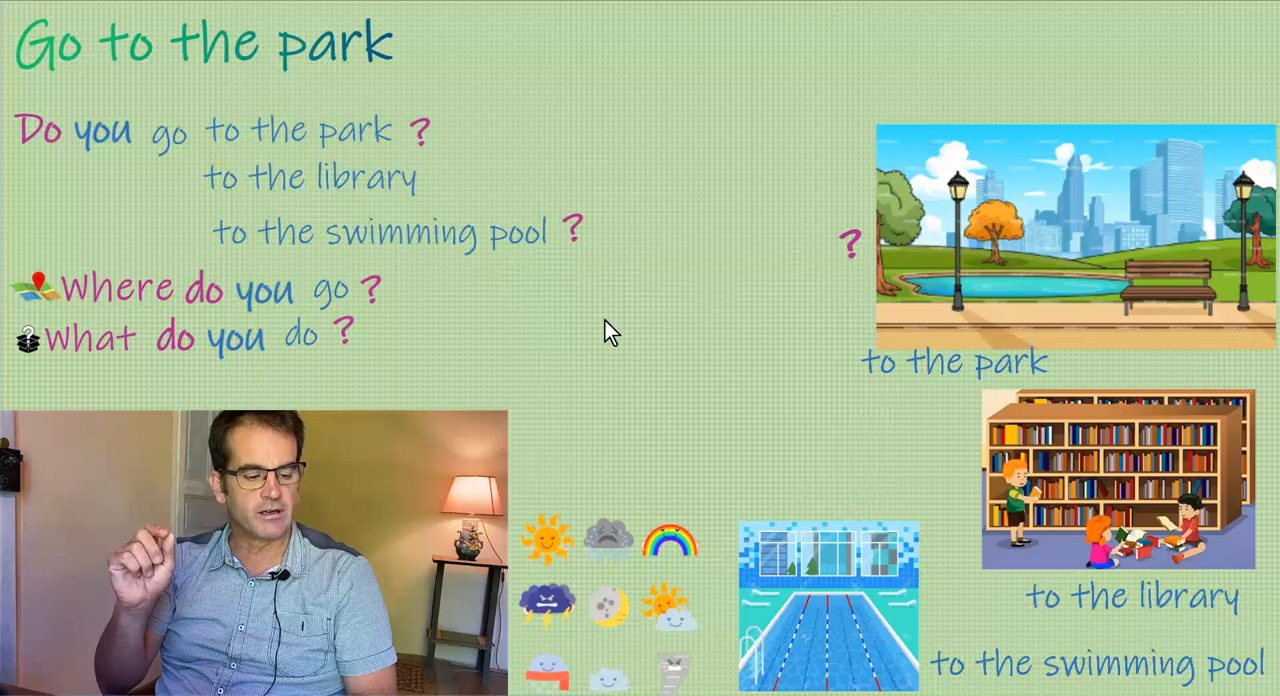 Go to the park
Do you go to the park ?
to the library
to the swimming pool ?
Where do you go ?
What do you do ?
?
to the park
to the library
to the swimming pool